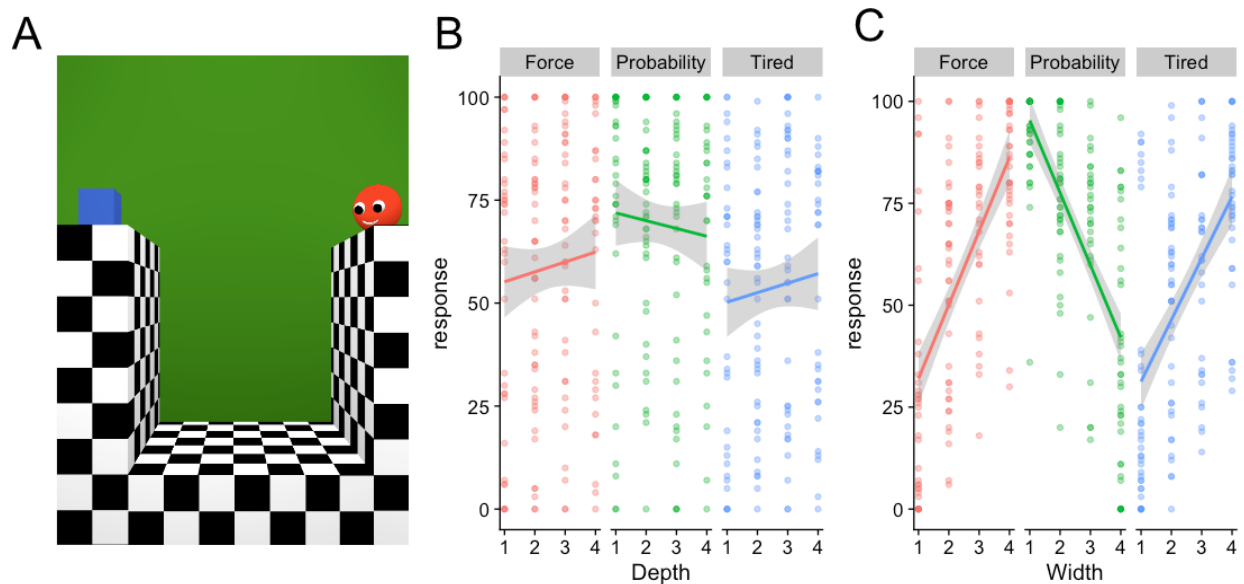 A
B
C
Force Probability Tired
100
75
50
25
0
response
1 2 3 4 1 2 3 4 1 2 3 4
Depth
Force Probability Tired
100
75
50
25
0
response
1 2 3 4 1 2 3 4 1 2 3 4
Width